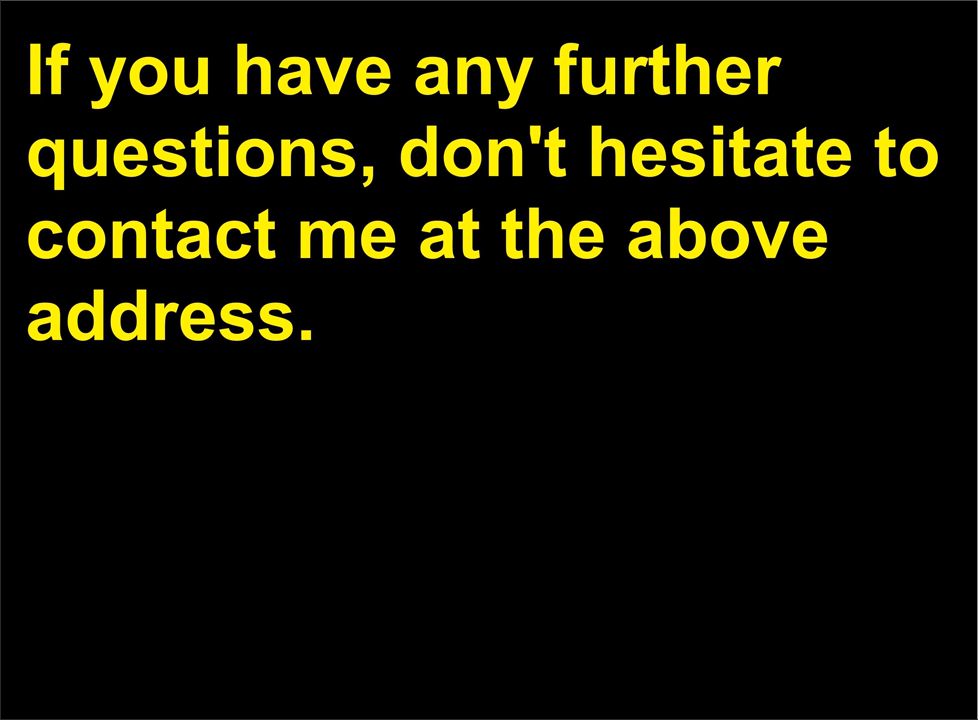 If you have any further
questions, don't hesitate to
contact me at the above
address.